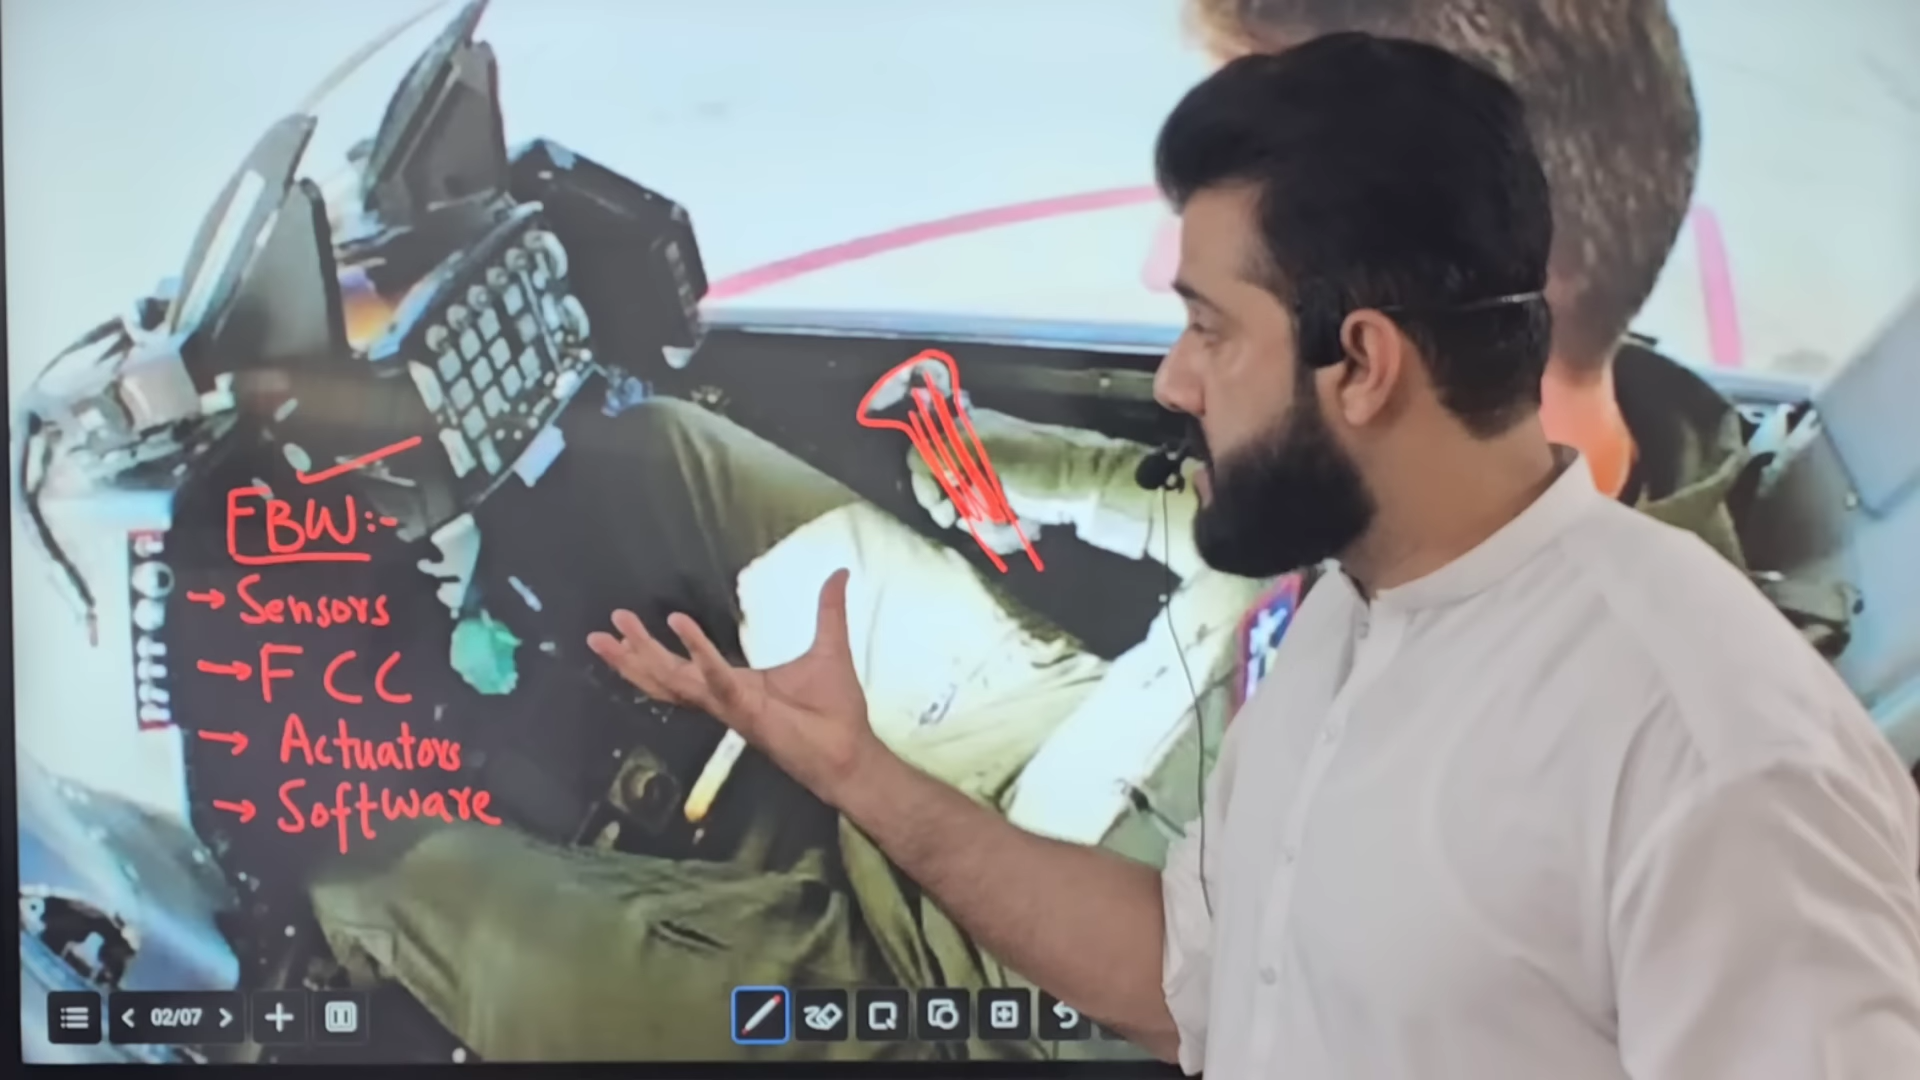 FBW:-
→ Sensors
→ FCC
→ Actuators
→ Software
02/07